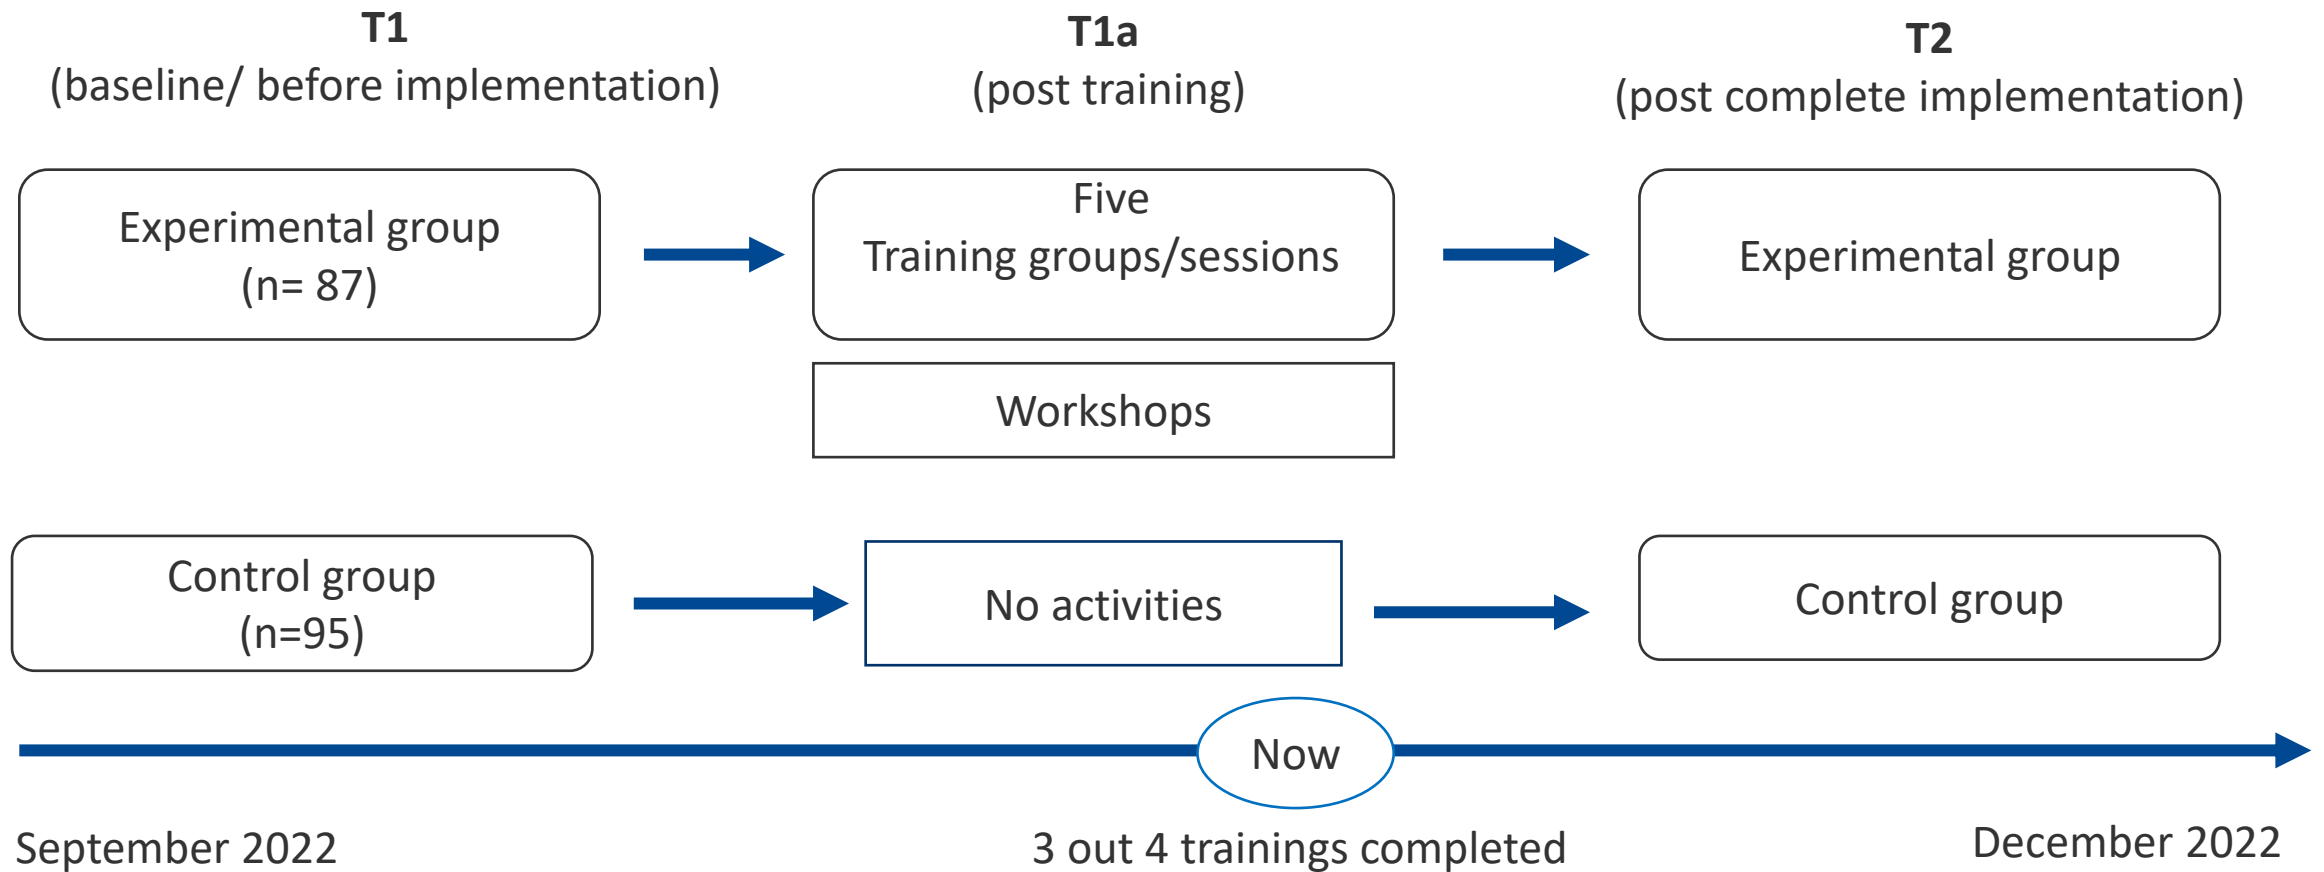 T1
(baseline/ before implementation)
T1a
(post training)
T2
(post complete implementation)
Experimental group
(n= 87)
Five
Training groups/sessions
Experimental group
Workshops
Control group
(n=95)
No activities
Control group
Now
September 2022
3 out 4 trainings completed
December 2022